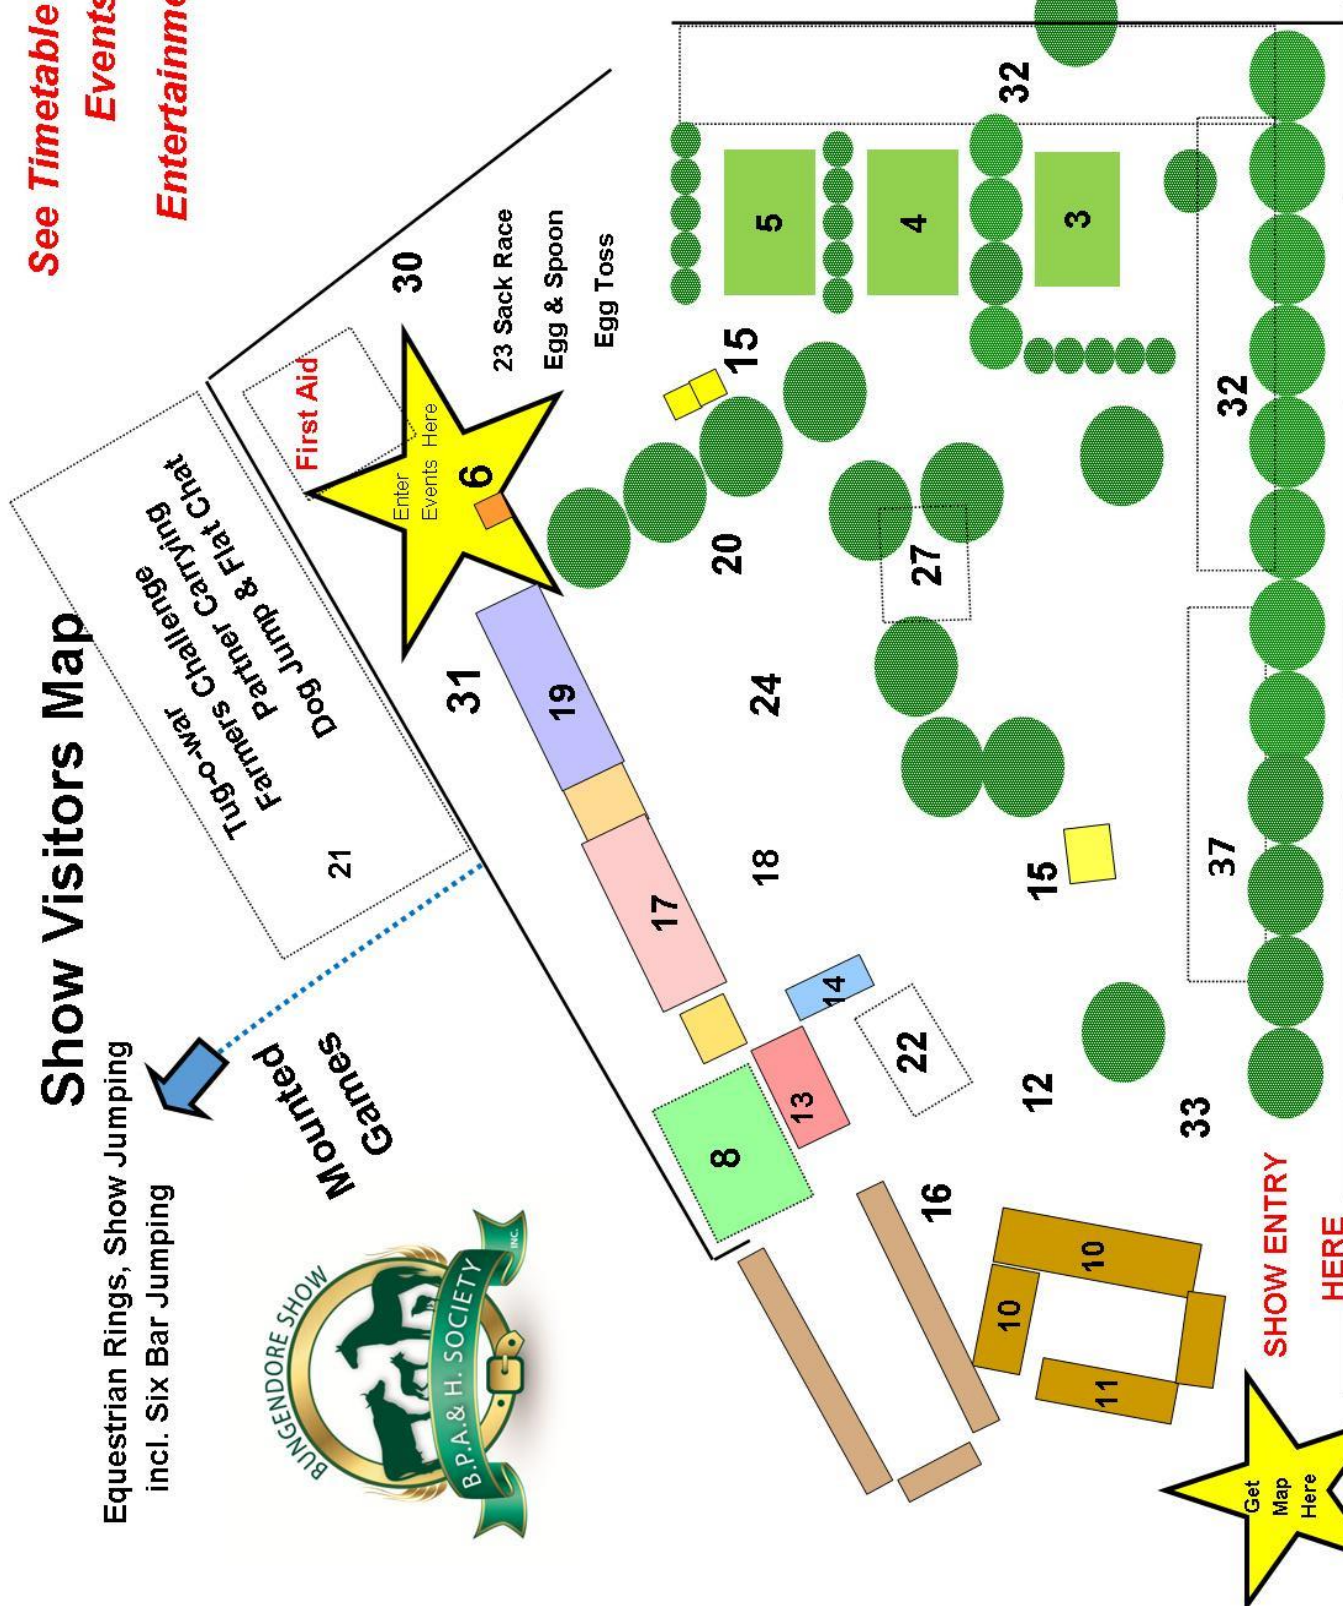 Show Visitors Map
See Timetable
Events
Equestrian Rings, Show Jumping
incl. Six Bar Jumping
Tug-o-war
Farmers Challenge
Partner Carrying
Dog Jump & Flat Chat
21
Mounted
Games
BUNGENDORE SHOW
B.P.A.& H. SOCIETY
INC.
First Aid
Enter
Events Here
6
30
23 Sack Race
Egg & Spoon
Egg Toss
31
19
17
8
13
14
22
16
10
10
11
12
33
18
24
20
15
27
15
5
4
3
32
32
37
SHOW ENTRY
HERE
Get
Map
Here